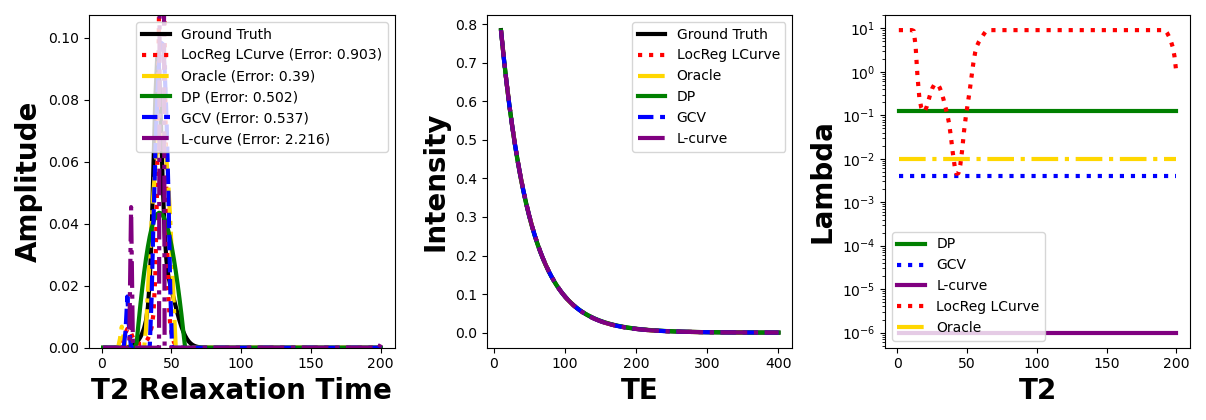 Amplitude
0.10
0.08
0.06
0.04
0.02
0.00
0 50 100 150 200
T2 Relaxation Time
Ground Truth
LocReg LCurve (Error: 0.903)
Oracle (Error: 0.39)
DP (Error: 0.502)
GCV (Error: 0.537)
L-curve (Error: 2.216)
Intensity
0.8
0.7
0.6
0.5
0.4
0.3
0.2
0.1
0.0
0 100 200 300 400
TE
Ground Truth
LocReg LCurve
Oracle
DP
GCV
L-curve
Lambda
10¹
10⁰
10⁻¹
10⁻²
10⁻³
10⁻⁴
10⁻⁵
10⁻⁶
0 50 100 150 200
T2
DP
GCV
L-curve
LocReg LCurve
Oracle